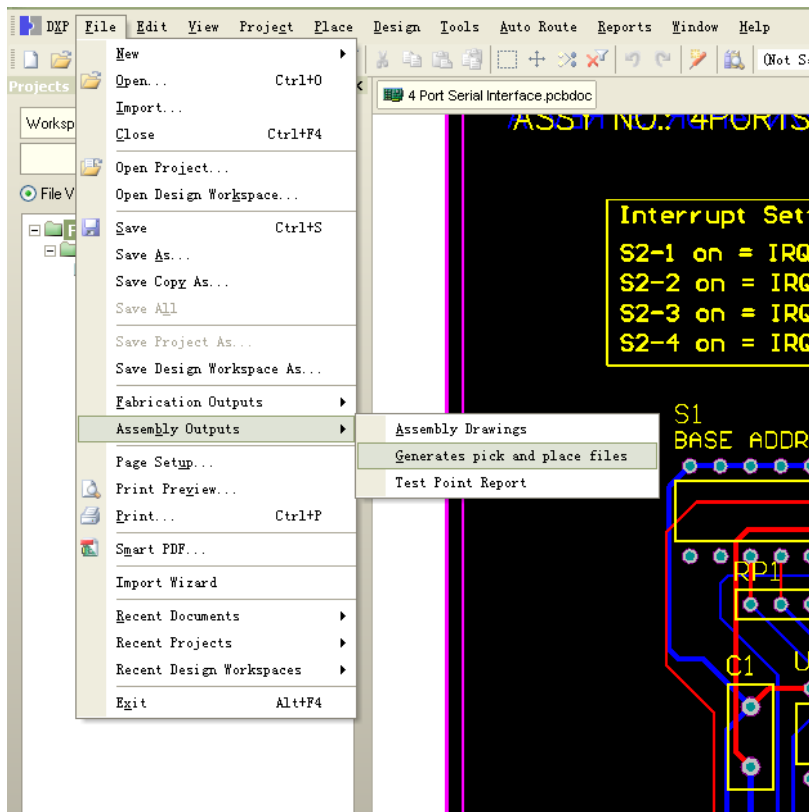 DXP File Edit View Project Place Design Tools Auto Route Reports Window Help
(Not S
Projects
Worksp
File V
New
Open... Ctrl+O
Import...
Close Ctrl+F4
Open Project...
Open Design Workspace...
Save Ctrl+S
Save As...
Save Copy As...
Save All
Save Project As...
Save Design Workspace As...
Fabrication Outputs
Assembly Outputs
Page Setup...
Print Preview...
Print... Ctrl+P
Smart PDF...
Import Wizard
Recent Documents
Recent Projects
Recent Design Workspaces
Exit Alt+F4
Assembly Drawings
Generates pick and place files
Test Point Report
4 Port Serial Interface.pcbdoc
ASSY NO.: 4PORTS
Interrupt Set
S2-1 on = IRQ
S2-2 on = IRQ
S2-3 on = IRQ
S2-4 on = IRQ
S1
BASE ADDR
RP1
C1 U